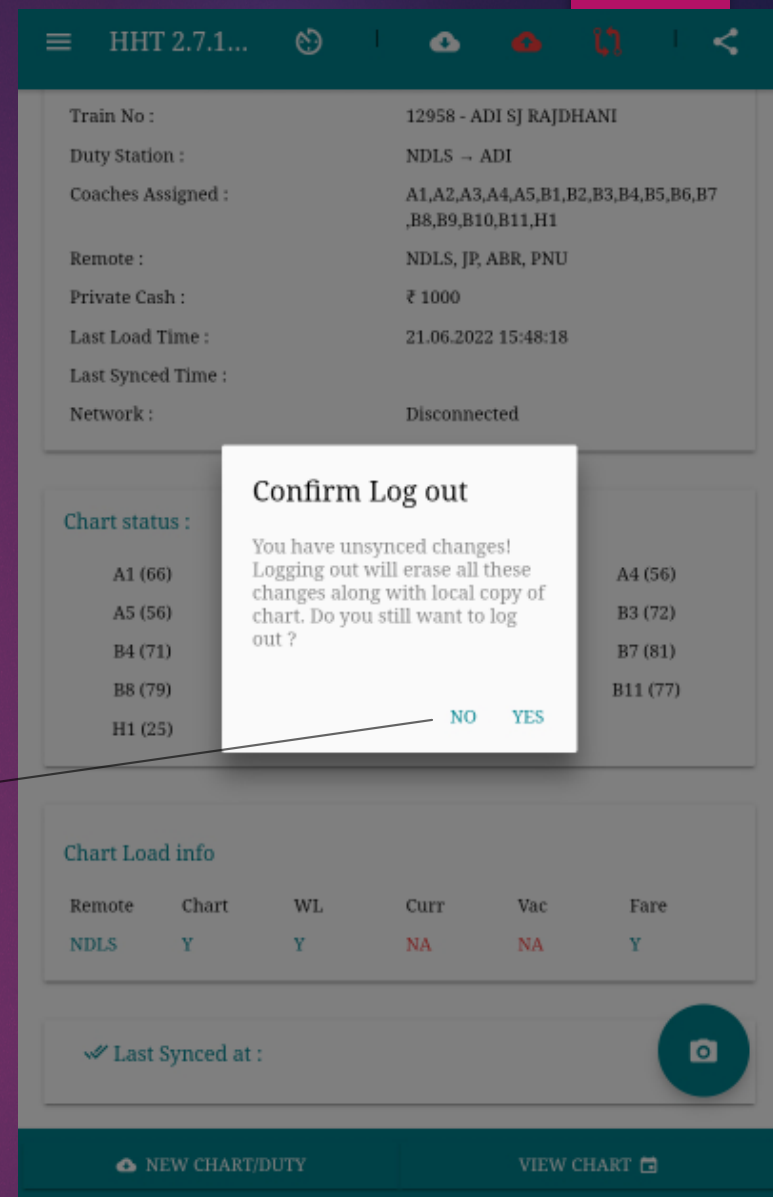 HHT 2.7.1...
Train No :
12958 - ADI SJ RAJDHANI
Duty Station :
NDLS → ADI
Coaches Assigned :
A1,A2,A3,A4,A5,B1,B2,B3,B4,B5,B6,B7
,B8,B9,B10,B11,H1
Remote :
NDLS, JP, ABR, PNU
Private Cash :
₹ 1000
Last Load Time :
21.06.2022 15:48:18
Last Synced Time :
Network :
Disconnected
Confirm Log out
You have unsynced changes!
Logging out will erase all these
changes along with local copy of
chart. Do you still want to log
out ?
NO YES
Chart status :
A1 (66) A4 (56)
A5 (56) B3 (72)
B4 (71) B7 (81)
B8 (79) B11 (77)
H1 (25)
Chart Load info
Remote Chart WL Curr Vac Fare
NDLS Y Y NA NA Y
Last Synced at :
NEW CHART/DUTY VIEW CHART